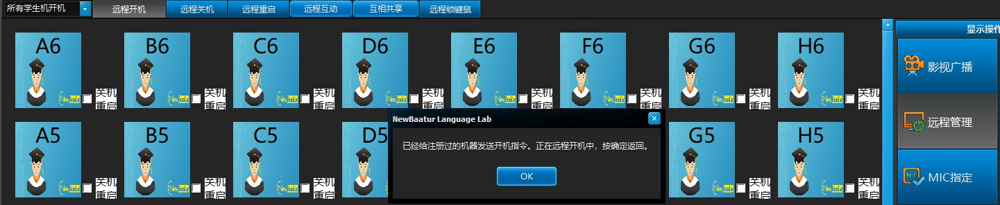 所有学生机开机 远程开机 远程关机 远程重启 远程互动 互相共享 远程锁键鼠
显示操作
A6 B6 C6 D6 E6 F6 G6 H6
影视广播
关机 关机 关机 关机 关机 关机 关机 关机
重启 重启 重启 重启 重启 重启 重启 重启
NewBaatur Language Lab x
远程管理
A5 B5 C5 D5 G5 H5
已经给注册过的机器发送开机指令。正在远程开机中，按确定返回。
OK
MIC指定
关机 关机 关机 关机 关机
重启 重启 重启 重启 重启